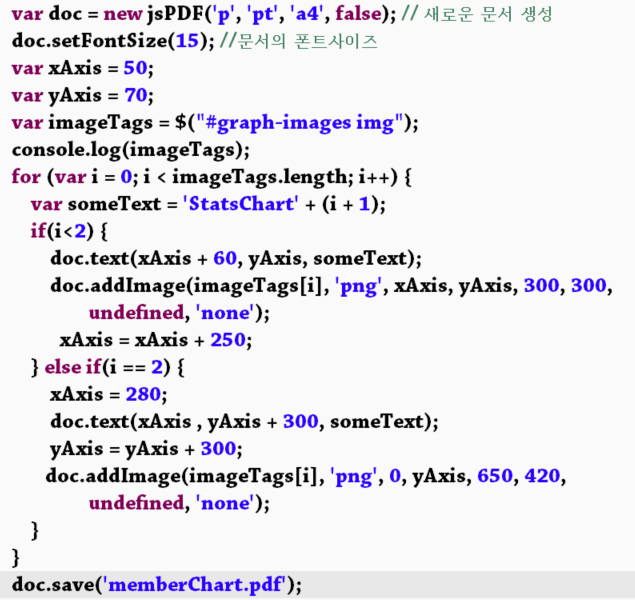 var doc = new jsPDF('p', 'pt', 'a4', false); // 새로운 문서 생성
doc.setFontSize(15); //문서의 폰트사이즈
var xAxis = 50;
var yAxis = 70;
var imageTags = $("#graph-images img");
console.log(imageTags);
for (var i = 0; i < imageTags.length; i++) {
var someText = 'StatsChart' + (i + 1);
if(i<2) {
doc.text(xAxis + 60, yAxis, someText);
doc.addImage(imageTags[i], 'png', xAxis, yAxis, 300, 300,
undefined, 'none');
xAxis = xAxis + 250;
} else if(i == 2) {
xAxis = 280;
doc.text(xAxis , yAxis + 300, someText);
yAxis = yAxis + 300;
doc.addImage(imageTags[i], 'png', 0, yAxis, 650, 420,
undefined, 'none');
}
}
doc.save('memberChart.pdf');